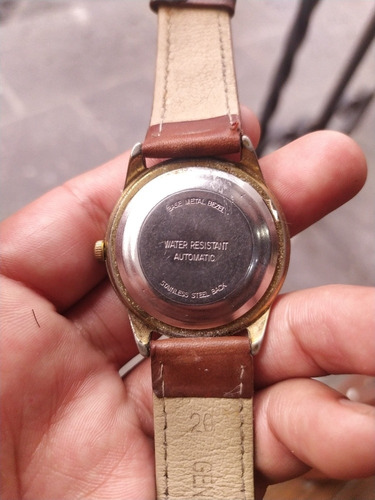 BASE METAL BEZEL
WATER RESISTANT
AUTOMATIC
STAINLESS STEEL BACK
20
GEN